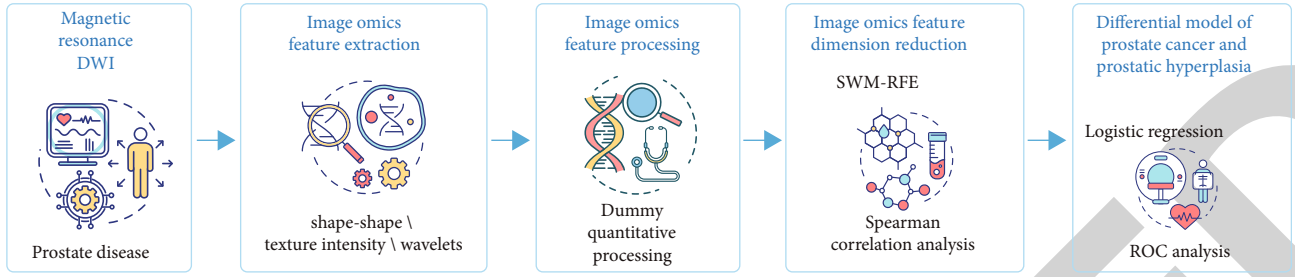 Magnetic
resonance
DWI
Prostate disease
Image omics
feature extraction
shape-shape \
texture intensity \ wavelets
Image omics
feature processing
Dummy
quantitative
processing
Image omics feature
dimension reduction
SWM-RFE
Spearman
correlation analysis
Differential model of
prostate cancer and
prostatic hyperplasia
Logistic regression
ROC analysis